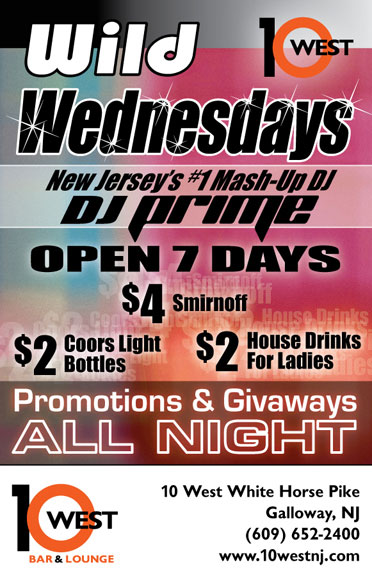 Wild
10 WEST
Wednesdays
New Jersey's #1 Mash-Up DJ
DJ Prime
OPEN 7 DAYS
$4 Smirnoff
$2 Coors Light
Bottles
$2 House Drinks
For Ladies
Promotions & Givaways
ALL NIGHT
10 WEST
BAR & LOUNGE
10 West White Horse Pike
Galloway, NJ
(609) 652-2400
www.10westnj.com